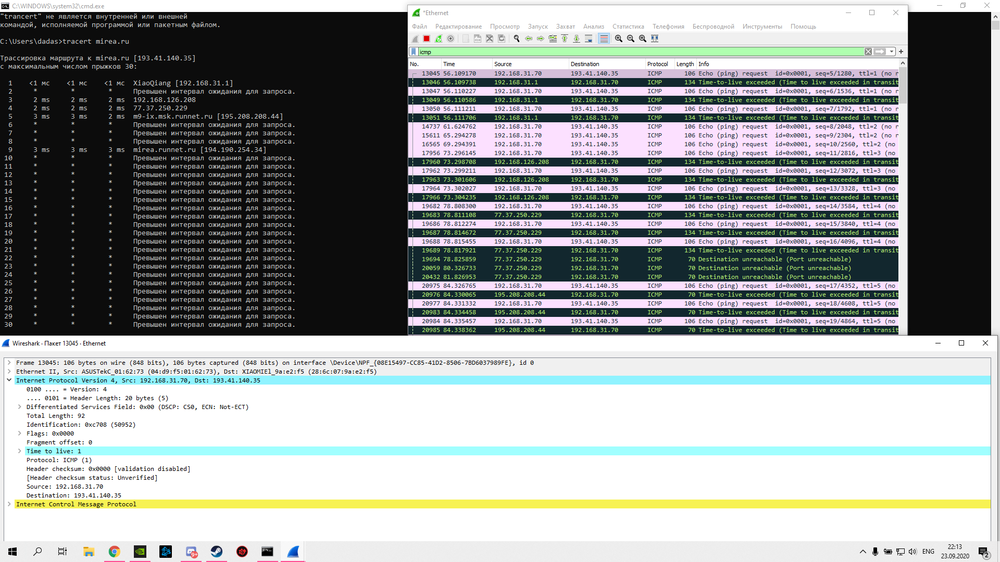 C:\WINDOWS\system32\cmd.exe
"trancert" не является внутренней или внешней
командой, исполняемой программой или пакетным файлом.
C:\Users\dadas>tracert mirea.ru
Трассировка маршрута к mirea.ru [193.41.140.35]
с максимальным числом прыжков 30:
1 <1 мс <1 мс <1 мс XiaoQiang [192.168.31.1]
2 * * * Превышен интервал ожидания для запроса.
3 2 ms 2 ms 2 ms 192.168.126.208
4 2 ms 2 ms 2 ms 77.37.250.229
5 3 ms 3 ms 2 ms m9-ix.msk.runnet.ru [195.208.208.44]
6 * * * Превышен интервал ожидания для запроса.
7 * * * Превышен интервал ожидания для запроса.
8 * * * Превышен интервал ожидания для запроса.
9 3 ms 3 ms 3 ms mirea.runnet.ru [194.190.254.34]
10 * * * Превышен интервал ожидания для запроса.
11 * * * Превышен интервал ожидания для запроса.
12 * * * Превышен интервал ожидания для запроса.
13 * * * Превышен интервал ожидания для запроса.
14 * * * Превышен интервал ожидания для запроса.
15 * * * Превышен интервал ожидания для запроса.
16 * * * Превышен интервал ожидания для запроса.
17 * * * Превышен интервал ожидания для запроса.
18 * * * Превышен интервал ожидания для запроса.
19 * * * Превышен интервал ожидания для запроса.
20 * * * Превышен интервал ожидания для запроса.
21 * * * Превышен интервал ожидания для запроса.
22 * * * Превышен интервал ожидания для запроса.
23 * * * Превышен интервал ожидания для запроса.
24 * * * Превышен интервал ожидания для запроса.
25 * * * Превышен интервал ожидания для запроса.
26 * * * Превышен интервал ожидания для запроса.
27 * * * Превышен интервал ожидания для запроса.
28 * * * Превышен интервал ожидания для запроса.
29 * * * Превышен интервал ожидания для запроса.
30 * * * Превышен интервал ожидания для запроса.
*Ethernet
Файл Редактирование Просмотр Запуск Захват Анализ Статистика Телефония Беспроводной Инструменты Помощь
icmp
No. Time Source Destination Protocol Length Info
13045 56.109170 192.168.31.70 193.41.140.35 ICMP 106 Echo (ping) request id=0x0001, seq=5/1280, ttl=1 (no r
13046 56.109738 192.168.31.1 192.168.31.70 ICMP 134 Time-to-live exceeded (Time to live exceeded in transit
13047 56.110227 192.168.31.70 193.41.140.35 ICMP 106 Echo (ping) request id=0x0001, seq=6/1536, ttl=1 (no r
13049 56.110586 192.168.31.1 192.168.31.70 ICMP 134 Time-to-live exceeded (Time to live exceeded in transit
13050 56.111211 192.168.31.70 193.41.140.35 ICMP 106 Echo (ping) request id=0x0001, seq=7/1792, ttl=1 (no r
13051 56.111706 192.168.31.1 192.168.31.70 ICMP 134 Time-to-live exceeded (Time to live exceeded in transit
14737 61.624762 192.168.31.70 193.41.140.35 ICMP 106 Echo (ping) request id=0x0001, seq=8/2048, ttl=2 (no r
15611 65.294278 192.168.31.70 193.41.140.35 ICMP 106 Echo (ping) request id=0x0001, seq=9/2304, ttl=2 (no r
16565 69.294391 192.168.31.70 193.41.140.35 ICMP 106 Echo (ping) request id=0x0001, seq=10/2560, ttl=2 (no
17956 73.296145 192.168.31.70 193.41.140.35 ICMP 106 Echo (ping) request id=0x0001, seq=11/2816, ttl=3 (no
17960 73.298708 192.168.126.208 192.168.31.70 ICMP 134 Time-to-live exceeded (Time to live exceeded in transit
17962 73.299211 192.168.31.70 193.41.140.35 ICMP 106 Echo (ping) request id=0x0001, seq=12/3072, ttl=3 (no
17963 73.301606 192.168.126.208 192.168.31.70 ICMP 134 Time-to-live exceeded (Time to live exceeded in transit
17964 73.302027 192.168.31.70 193.41.140.35 ICMP 106 Echo (ping) request id=0x0001, seq=13/3328, ttl=3 (no
17966 73.304235 192.168.126.208 192.168.31.70 ICMP 134 Time-to-live exceeded (Time to live exceeded in transit
19682 78.808300 192.168.31.70 193.41.140.35 ICMP 106 Echo (ping) request id=0x0001, seq=14/3584, ttl=4 (no
19683 78.811108 77.37.250.229 192.168.31.70 ICMP 134 Time-to-live exceeded (Time to live exceeded in transit
19686 78.812274 192.168.31.70 193.41.140.35 ICMP 106 Echo (ping) request id=0x0001, seq=15/3840, ttl=4 (no
19687 78.814672 77.37.250.229 192.168.31.70 ICMP 134 Time-to-live exceeded (Time to live exceeded in transit
19688 78.815455 192.168.31.70 193.41.140.35 ICMP 106 Echo (ping) request id=0x0001, seq=16/4096, ttl=4 (no
19689 78.817921 77.37.250.229 192.168.31.70 ICMP 134 Time-to-live exceeded (Time to live exceeded in transit
19694 78.825859 77.37.250.229 192.168.31.70 ICMP 70 Destination unreachable (Port unreachable)
20059 80.326733 77.37.250.229 192.168.31.70 ICMP 70 Destination unreachable (Port unreachable)
20432 81.826953 77.37.250.229 192.168.31.70 ICMP 70 Destination unreachable (Port unreachable)
20975 84.326765 192.168.31.70 193.41.140.35 ICMP 106 Echo (ping) request id=0x0001, seq=17/4352, ttl=5 (no
20976 84.330065 195.208.208.44 192.168.31.70 ICMP 70 Time-to-live exceeded (Time to live exceeded in transit
20977 84.331332 192.168.31.70 193.41.140.35 ICMP 106 Echo (ping) request id=0x0001, seq=18/4608, ttl=5 (no
20983 84.334458 195.208.208.44 192.168.31.70 ICMP 70 Time-to-live exceeded (Time to live exceeded in transit
20984 84.335457 192.168.31.70 193.41.140.35 ICMP 106 Echo (ping) request id=0x0001, seq=19/4864, ttl=5 (no
20985 84.338362 195.208.208.44 192.168.31.70 ICMP 70 Time-to-live exceeded (Time to live exceeded in transit
Wireshark · Пакет 13045 · Ethernet
Frame 13045: 106 bytes on wire (848 bits), 106 bytes captured (848 bits) on interface \Device\NPF_{08E15497-CC85-41D2-8506-7BD6037989FE}, id 0
Ethernet II, Src: ASUSTekC_01:62:73 (04:d9:f5:01:62:73), Dst: XIAOMIEl_9a:e2:f5 (28:6c:07:9a:e2:f5)
Internet Protocol Version 4, Src: 192.168.31.70, Dst: 193.41.140.35
0100 .... = Version: 4
.... 0101 = Header Length: 20 bytes (5)
Differentiated Services Field: 0x00 (DSCP: CS0, ECN: Not-ECT)
Total Length: 92
Identification: 0xc708 (50952)
Flags: 0x0000
Fragment offset: 0
Time to live: 1
Protocol: ICMP (1)
Header checksum: 0x0000 [validation disabled]
[Header checksum status: Unverified]
Source: 192.168.31.70
Destination: 193.41.140.35
Internet Control Message Protocol
9+
ENG
22:13
23.09.2020
2